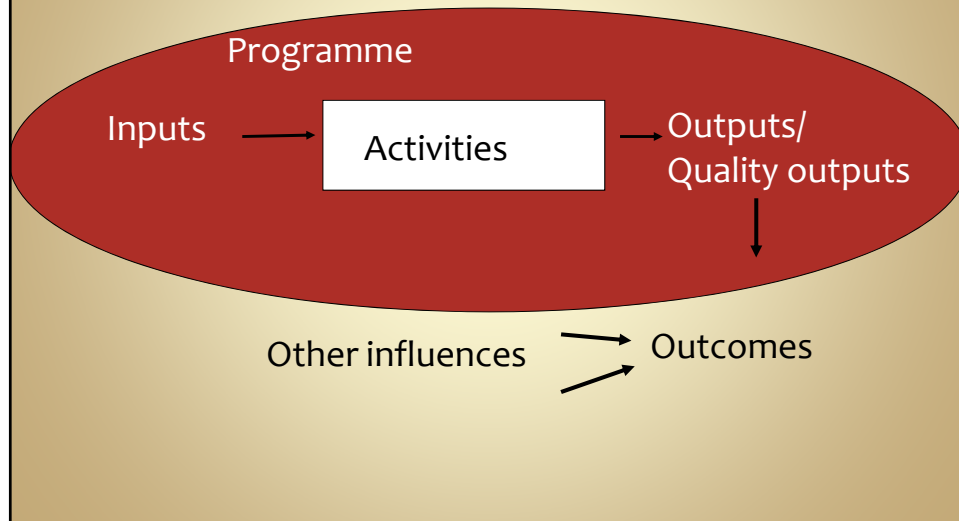 Programme
Inputs
Activities
Outputs/
Quality outputs
Other influences
Outcomes